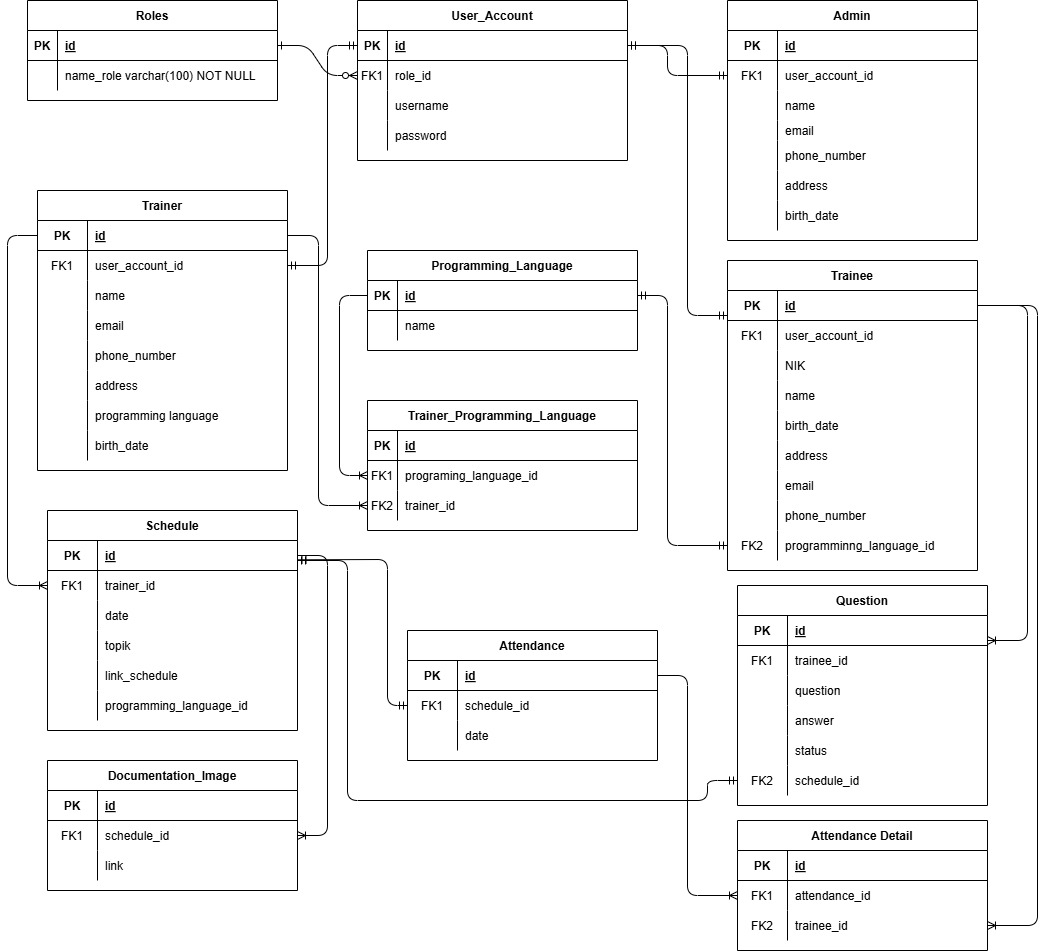 Roles
PK id
name_role varchar(100) NOT NULL
User_Account
PK id
FK1 role_id
username
password
Admin
PK id
FK1 user_account_id
name
email
phone_number
address
birth_date
Trainer
PK id
FK1 user_account_id
name
email
phone_number
address
programming language
birth_date
Programming_Language
PK id
name
Trainee
PK id
FK1 user_account_id
NIK
name
birth_date
address
email
phone_number
FK2 programminng_language_id
Trainer_Programming_Language
PK id
FK1 programing_language_id
FK2 trainer_id
Schedule
PK id
FK1 trainer_id
date
topik
link_schedule
programming_language_id
Attendance
PK id
FK1 schedule_id
date
Question
PK id
FK1 trainee_id
question
answer
status
FK2 schedule_id
Documentation_Image
PK id
FK1 schedule_id
link
Attendance Detail
PK id
FK1 attendance_id
FK2 trainee_id